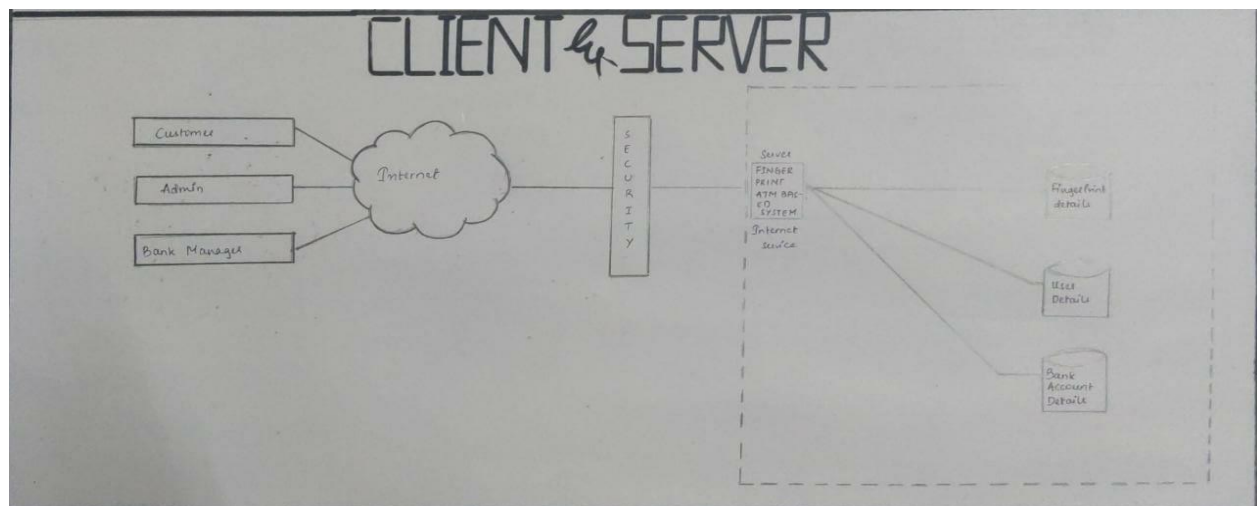 CLIENT & SERVER
Customer
Admin
Bank Manager
Internet
SECURITY
Server
FINGER
PRINT
ATM BAS-
ED
SYSTEM
Internet
Service
FingerPrint
details
User
Details
Bank
Account
Details